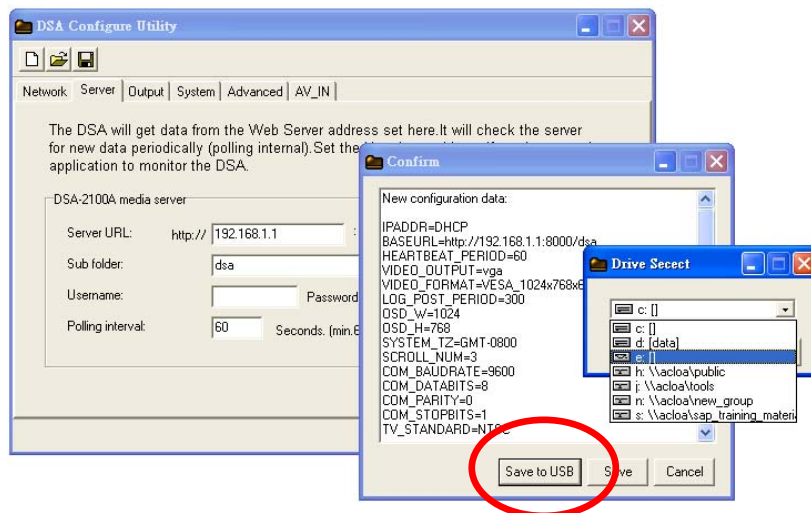 DSA Configure Utility
Network Server Output System Advanced AV_IN
The DSA will get data from the Web Server address set here.It will check the server
for new data periodically (polling internal).Set the
application to monitor the DSA.
DSA-2100A media server
Server URL: http:// 192.168.1.1 :
Sub folder: dsa
Username: Password
Polling interval: 60 Seconds. (min.6
Confirm
New configuration data:
IPADDR=DHCP
BASEURL=http://192.168.1.1:8000/dsa
HEARTBEAT_PERIOD=60
VIDEO_OUTPUT=vga
VIDEO_FORMAT=VESA_1024x768x6
LOG_POST_PERIOD=300
OSD_W=1024
OSD_H=768
SYSTEM_TZ=GMT-0800
SCROLL_NUM=3
COM_BAUDRATE=9600
COM_DATABITS=8
COM_PARITY=0
COM_STOPBITS=1
TV_STANDARD=NTSC
Save to USB Save Cancel
Drive Secect
c: []
c: []
d: [data]
e: []
h: \\acloa\public
j: \\acloa\tools
n: \\acloa\new_group
s: \\acloa\sap_training_materi